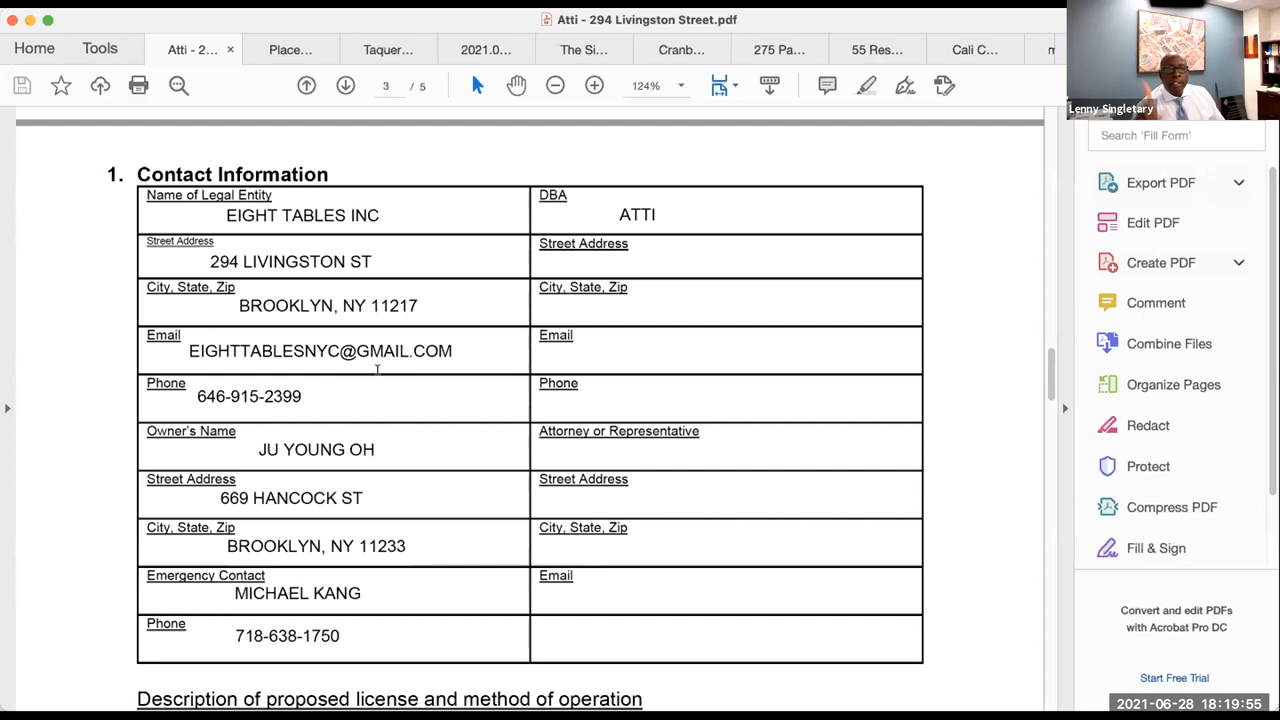 Atti - 294 Livingston Street.pdf
Home
Tools
Atti - 2...
Place...
Taquer...
2021.0...
The Si...
Cranb...
275 Pa...
55 Res...
Cali C...
3 / 5
124%
Lenny Singletary
Search 'Fill Form'
Export PDF
Edit PDF
Create PDF
Comment
Combine Files
Organize Pages
Redact
Protect
Compress PDF
Fill & Sign
Convert and edit PDFs
with Acrobat Pro DC
Start Free Trial
2021-06-28 18:19:55
1. Contact Information
Name of Legal Entity
EIGHT TABLES INC
DBA
ATTI
Street Address
294 LIVINGSTON ST
Street Address
City, State, Zip
BROOKLYN, NY 11217
City, State, Zip
Email
EIGHTTABLESNYC@GMAIL.COM
Email
Phone
646-915-2399
Phone
Owner's Name
JU YOUNG OH
Attorney or Representative
Street Address
669 HANCOCK ST
Street Address
City, State, Zip
BROOKLYN, NY 11233
City, State, Zip
Emergency Contact
MICHAEL KANG
Email
Phone
718-638-1750
Description of proposed license and method of operation